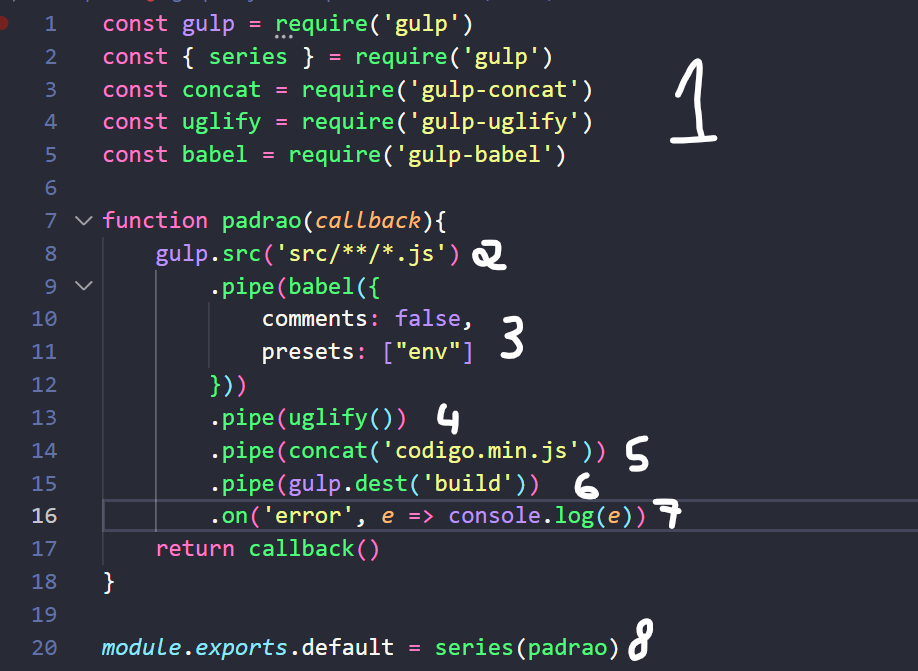 1 const gulp = require('gulp')
2 const { series } = require('gulp')
3 const concat = require('gulp-concat') 1
4 const uglify = require('gulp-uglify')
5 const babel = require('gulp-babel')
6
7 function padrao(callback){
8 gulp.src('src/**/*.js') 2
9 .pipe(babel({
10 comments: false,
11 presets: ["env"] 3
12 }))
13 .pipe(uglify()) 4
14 .pipe(concat('codigo.min.js')) 5
15 .pipe(gulp.dest('build')) 6
16 .on('error', e => console.log(e)) 7
17 return callback()
18 }
19
20 module.exports.default = series(padrao) 8